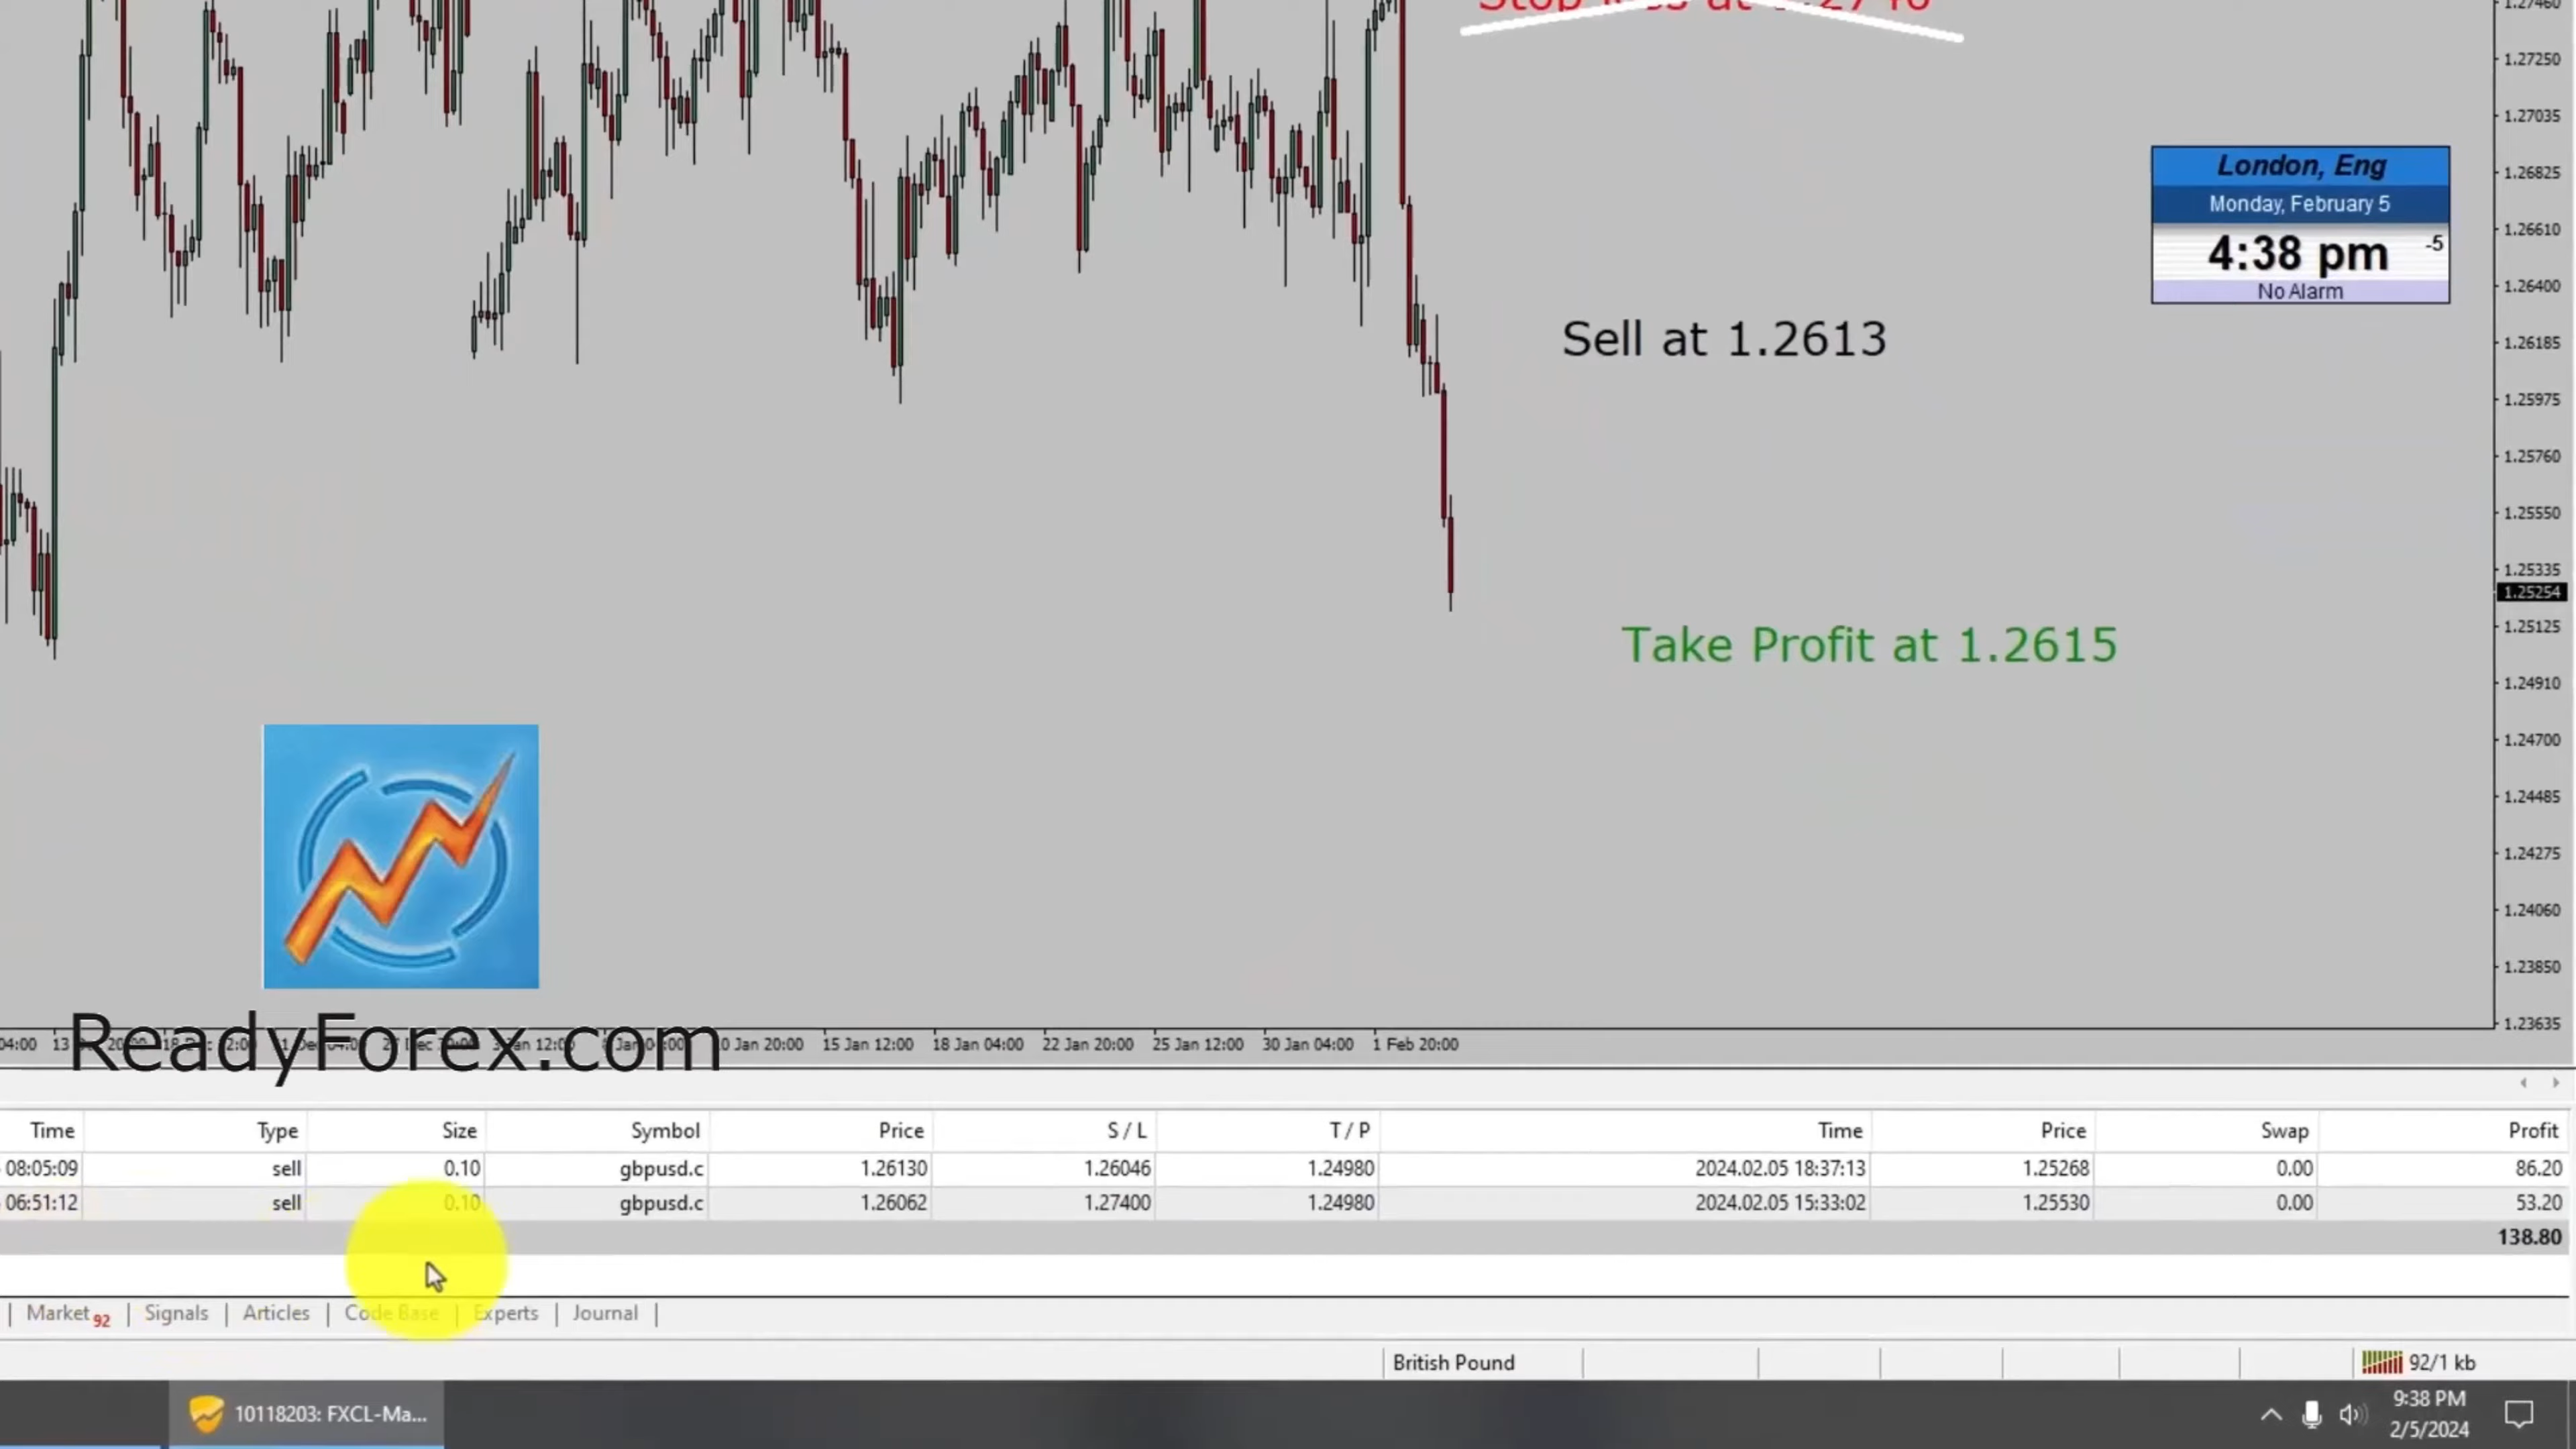 1.27460
1.27250
1.27035
London, Eng
1.26825
Monday, February 5
4:38 pm -5
1.26610
No Alarm
1.26400
Sell at 1.2613
1.26185
1.25975
1.25760
1.25550
1.25335
1.25254
1.25125
Take Profit at 1.2615
1.24910
1.24700
1.24485
1.24275
1.24060
1.23850
1.23635
ReadyForex.com
04:00 13 10 Jan 20:00 15 Jan 12:00 18 Jan 04:00 22 Jan 20:00 25 Jan 12:00 30 Jan 04:00 1 Feb 20:00
Time Type Size Symbol Price S / L T / P Time Price Swap Profit
08:05:09 sell 0.10 gbpusd.c 1.26130 1.26046 1.24980 2024.02.05 18:37:13 1.25268 0.00 86.20
06:51:12 sell 0.10 gbpusd.c 1.26062 1.27400 1.24980 2024.02.05 15:33:02 1.25530 0.00 53.20
138.80
Market 92 | Signals | Articles | Code Base | Experts | Journal |
British Pound 92/1 kb
10118203: FXCL-Ma...
9:38 PM
2/5/2024